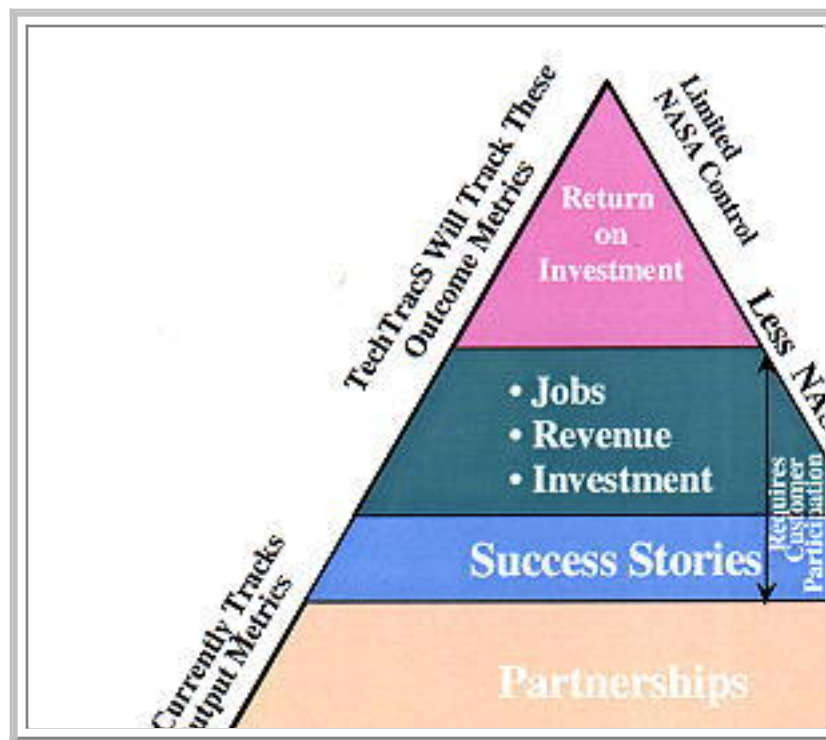 TechTracS Will Track These
Outcome Metrics
Limited
NASA Control
Return
on
Investment
Less
• Jobs
• Revenue
• Investment
Requires
Customer
Participation
Success Stories
Currently Tracks
Metrics
Partnerships